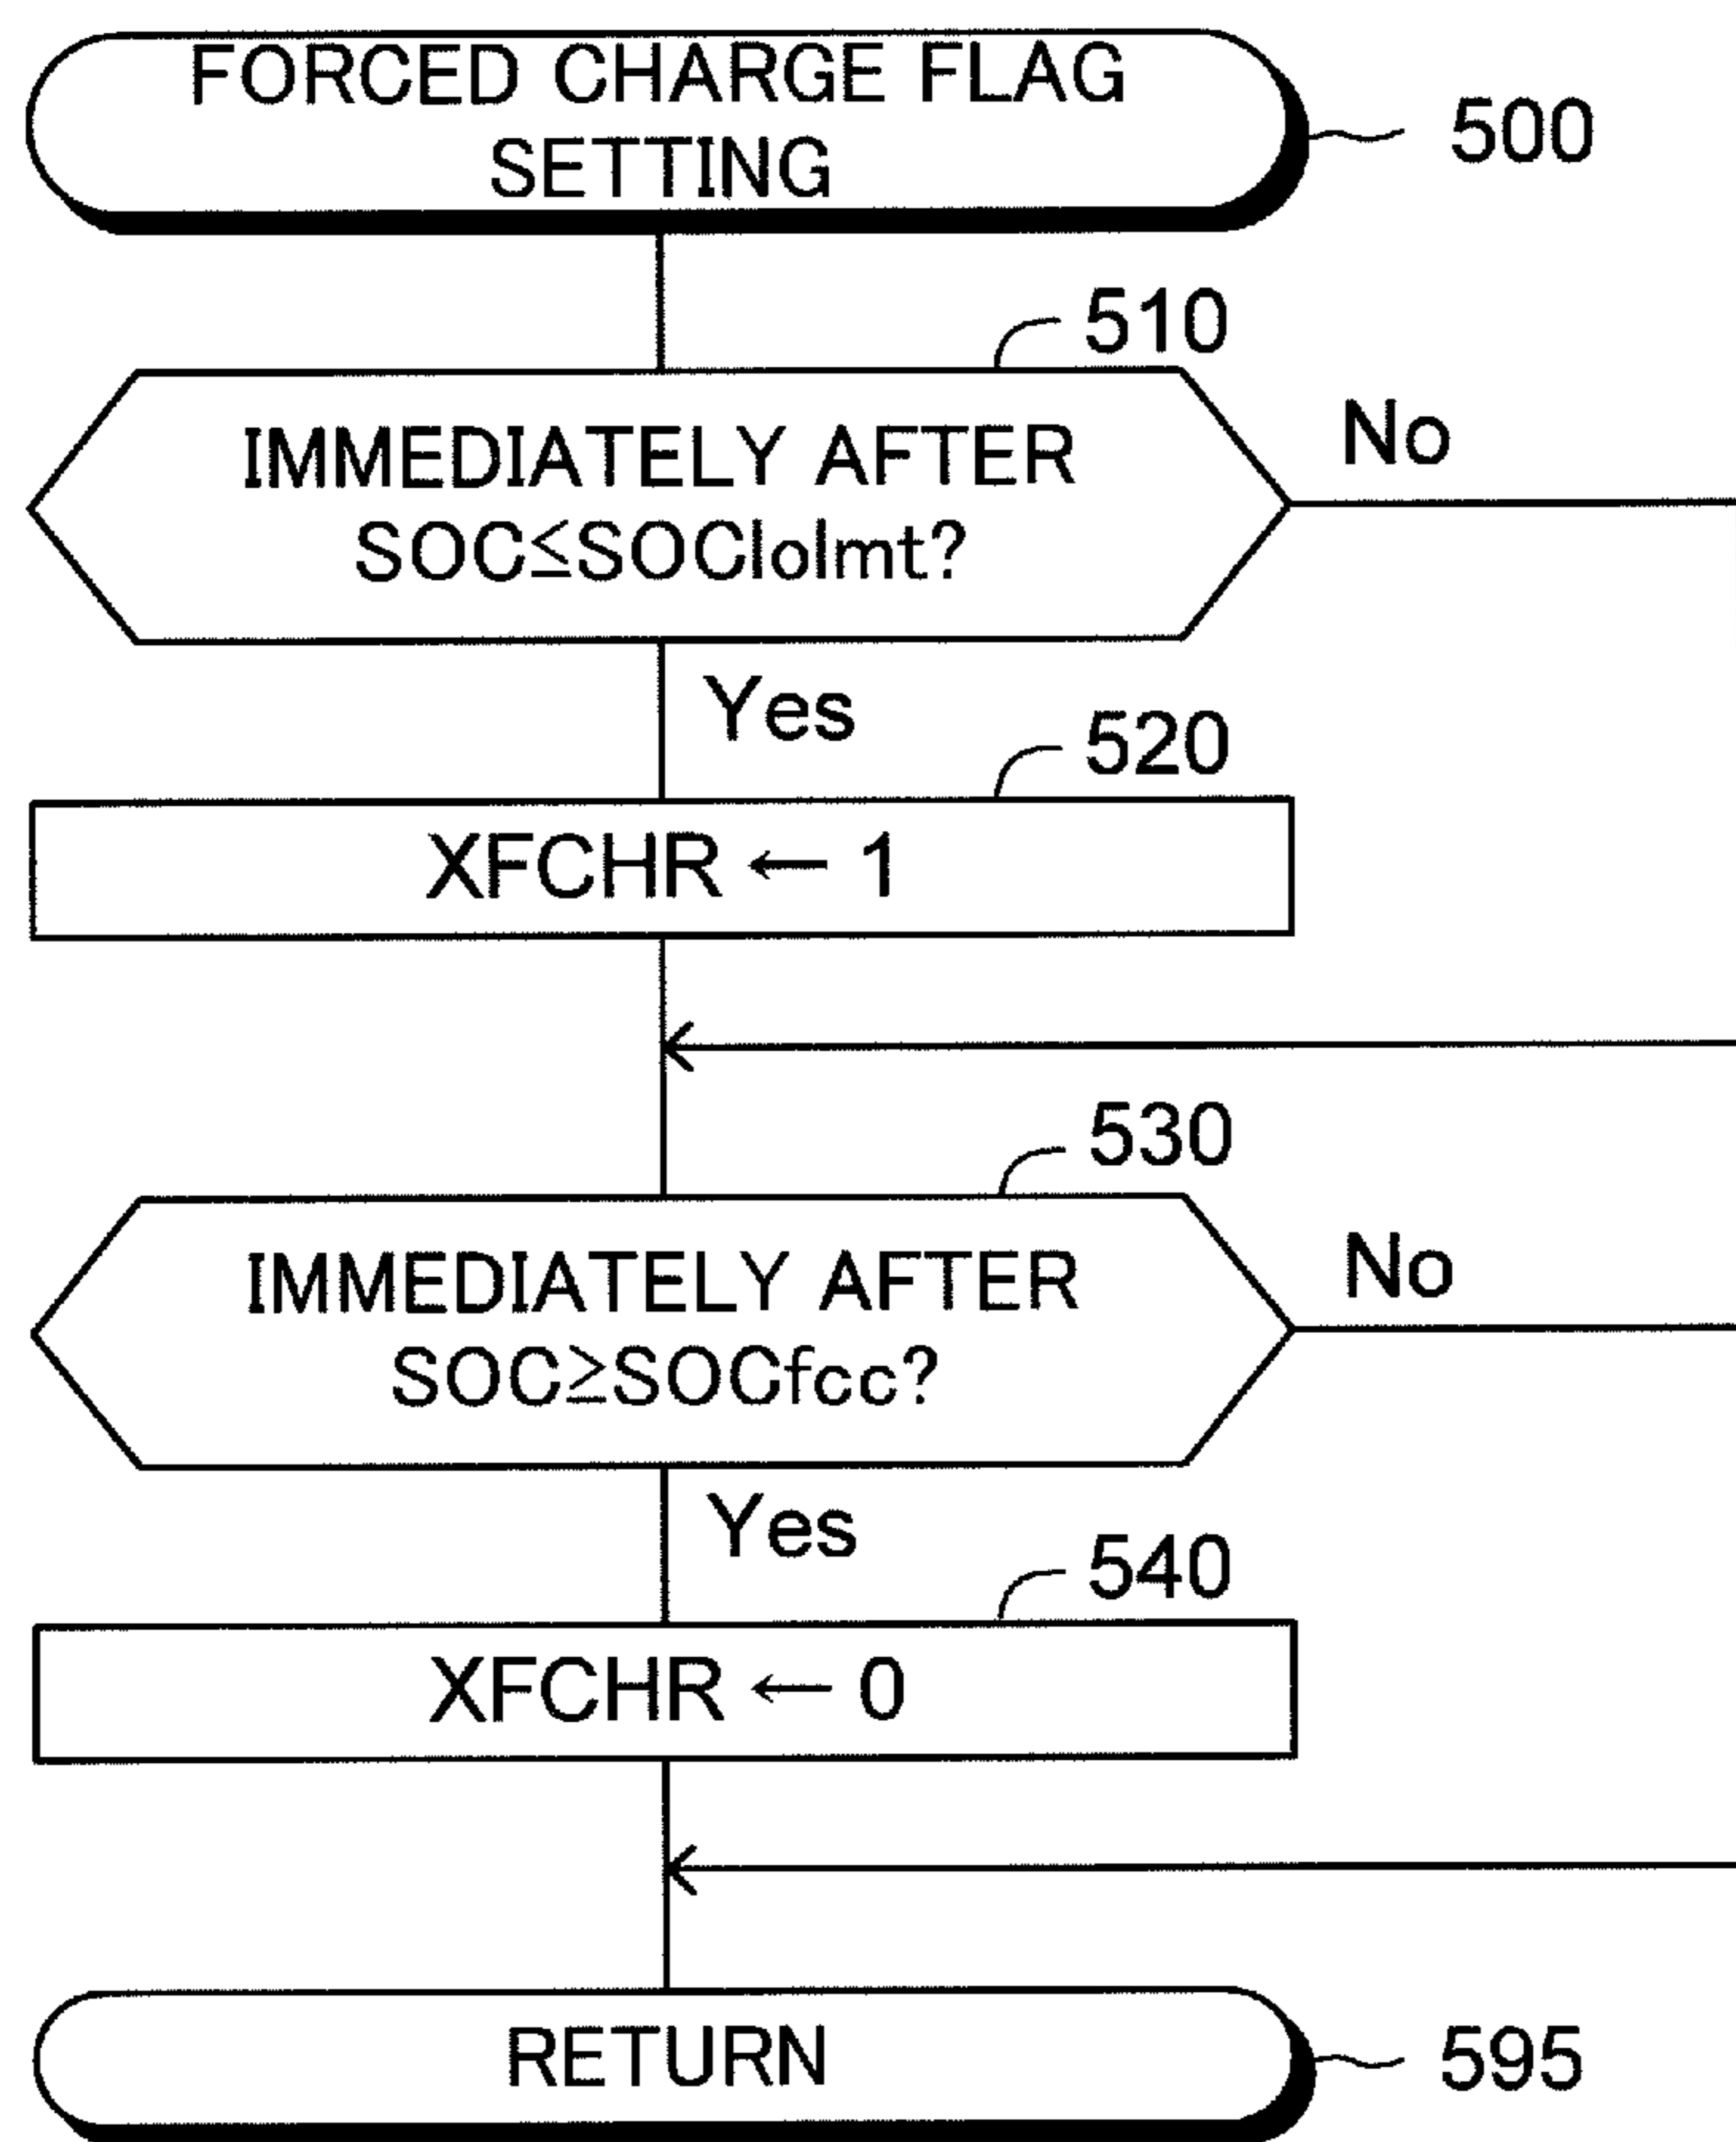 FORCED CHARGE FLAG
SETTING
500
510
IMMEDIATELY AFTER
SOC≦SOClolmt?
No
Yes
520
XFCHR ← 1
530
IMMEDIATELY AFTER
SOC≧SOCfcc?
No
Yes
540
XFCHR ← 0
RETURN
595